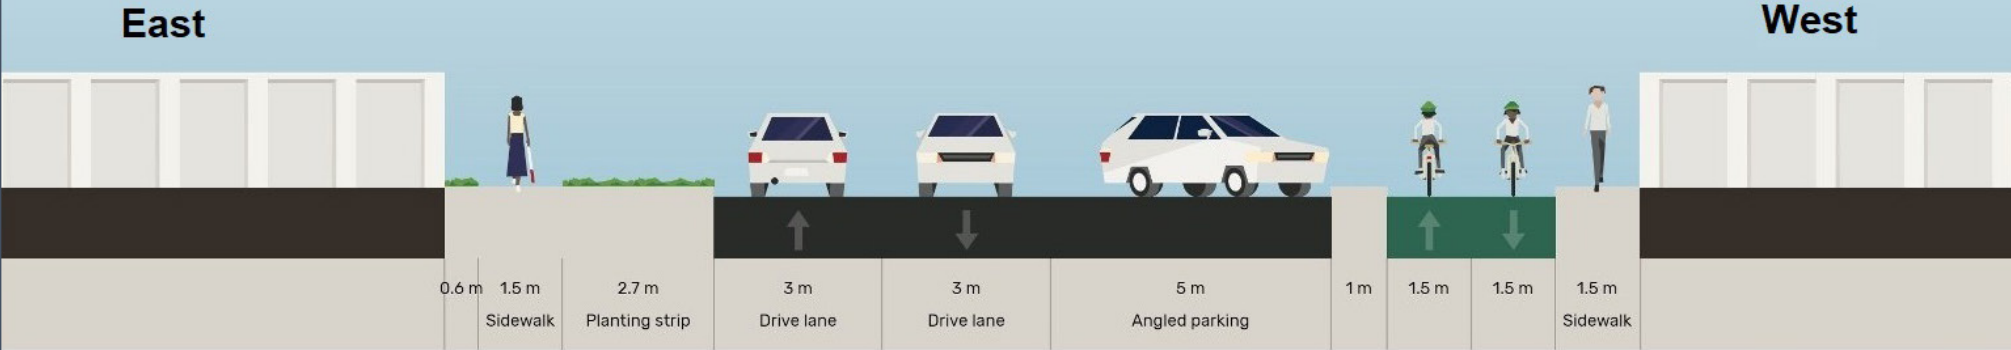 East
West
0.6 m
1.5 m
2.7 m
3 m
3 m
5 m
1 m
1.5 m
1.5 m
1.5 m
Sidewalk
Planting strip
Drive lane
Drive lane
Angled parking
Sidewalk